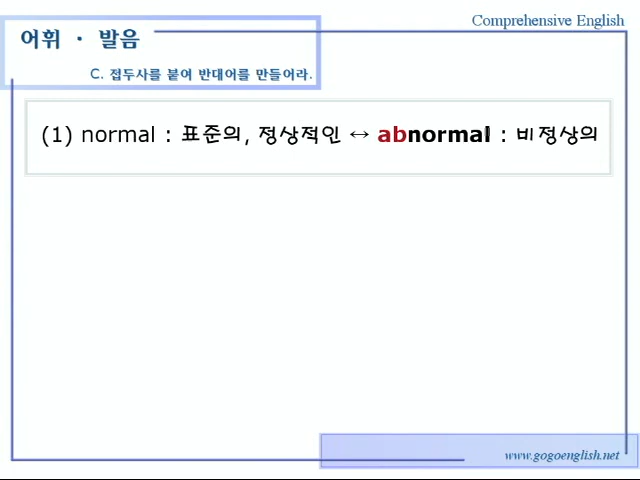 Comprehensive English
어휘 · 발음
C. 접두사를 붙여 반대어를 만들어라.
(1) normal : 표준의, 정상적인 ↔ abnormal : 비정상의
www.gogoenglish.net